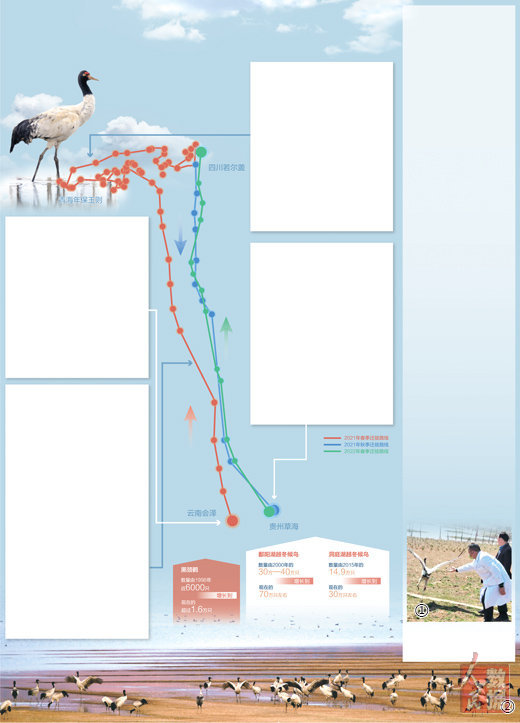 四川若尔盖
青海年保玉则
2021年春季迁徙路线
2021年秋季迁徙路线
2022年春季迁徙路线
云南会泽
贵州草海
黑颈鹤
数量由1995年
近6000只
增长到
现在的
超过1.6万只
鄱阳湖越冬候鸟
数量由2000年的
30万—40万只
增长到
现在的
70万只左右
洞庭湖越冬候鸟
数量由2015年的
14.9万只
增长到
现在的
30万只左右
①
②